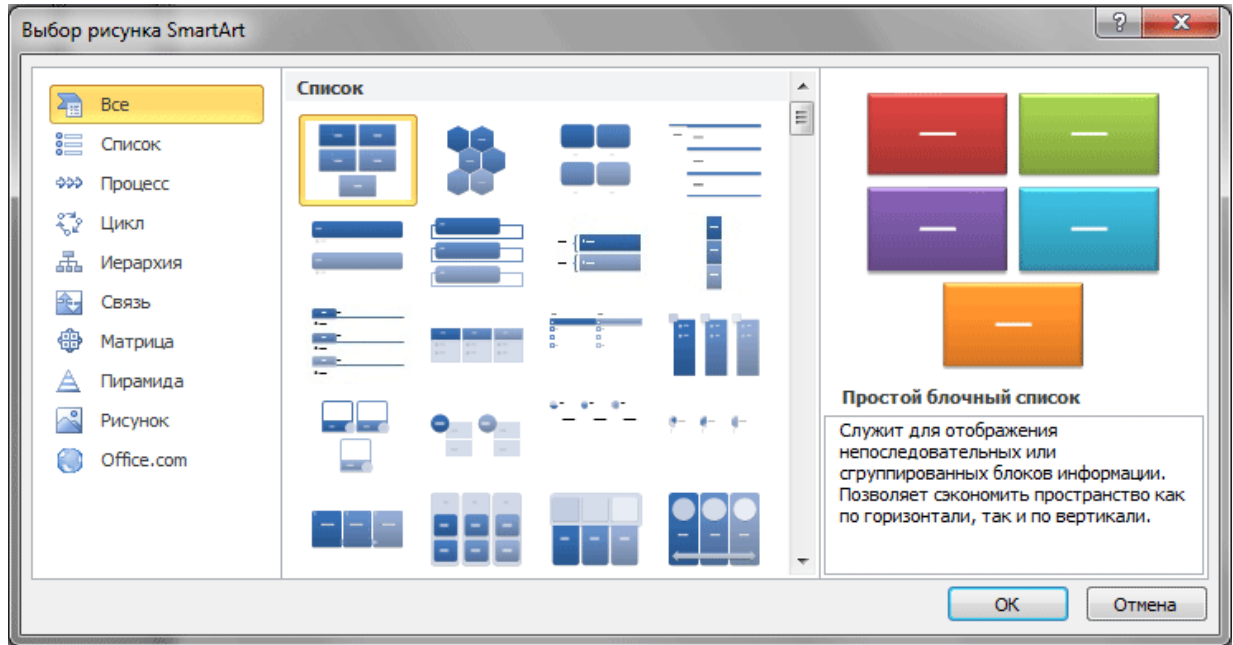 Выбор рисунка SmartArt
Все
Список
Процесс
Цикл
Иерархия
Связь
Матрица
Пирамида
Рисунок
Office.com
Список
Простой блочный список
Служит для отображения
непоследовательных или
сгруппированных блоков информации.
Позволяет сэкономить пространство как
по горизонтали, так и по вертикали.
ОК
Отмена